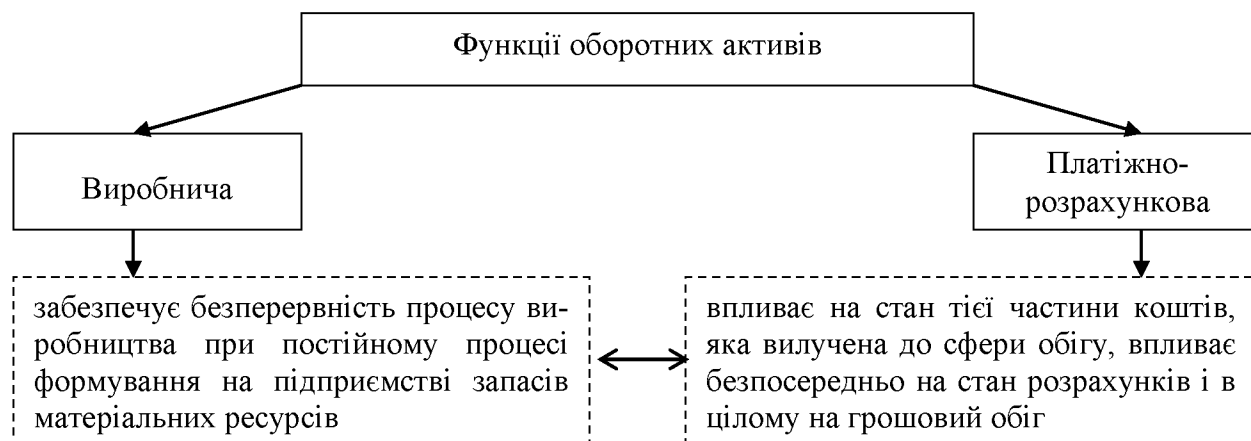 Функції оборотних активів
Виробнича
Платіжно-
розрахункова
забезпечує безперервність процесу ви-
робництва при постійному процесі
формування на підприємстві запасів
матеріальних ресурсів
впливає на стан тієї частини коштів,
яка вилучена до сфери обігу, впливає
безпосередньо на стан розрахунків і в
цілому на грошовий обіг